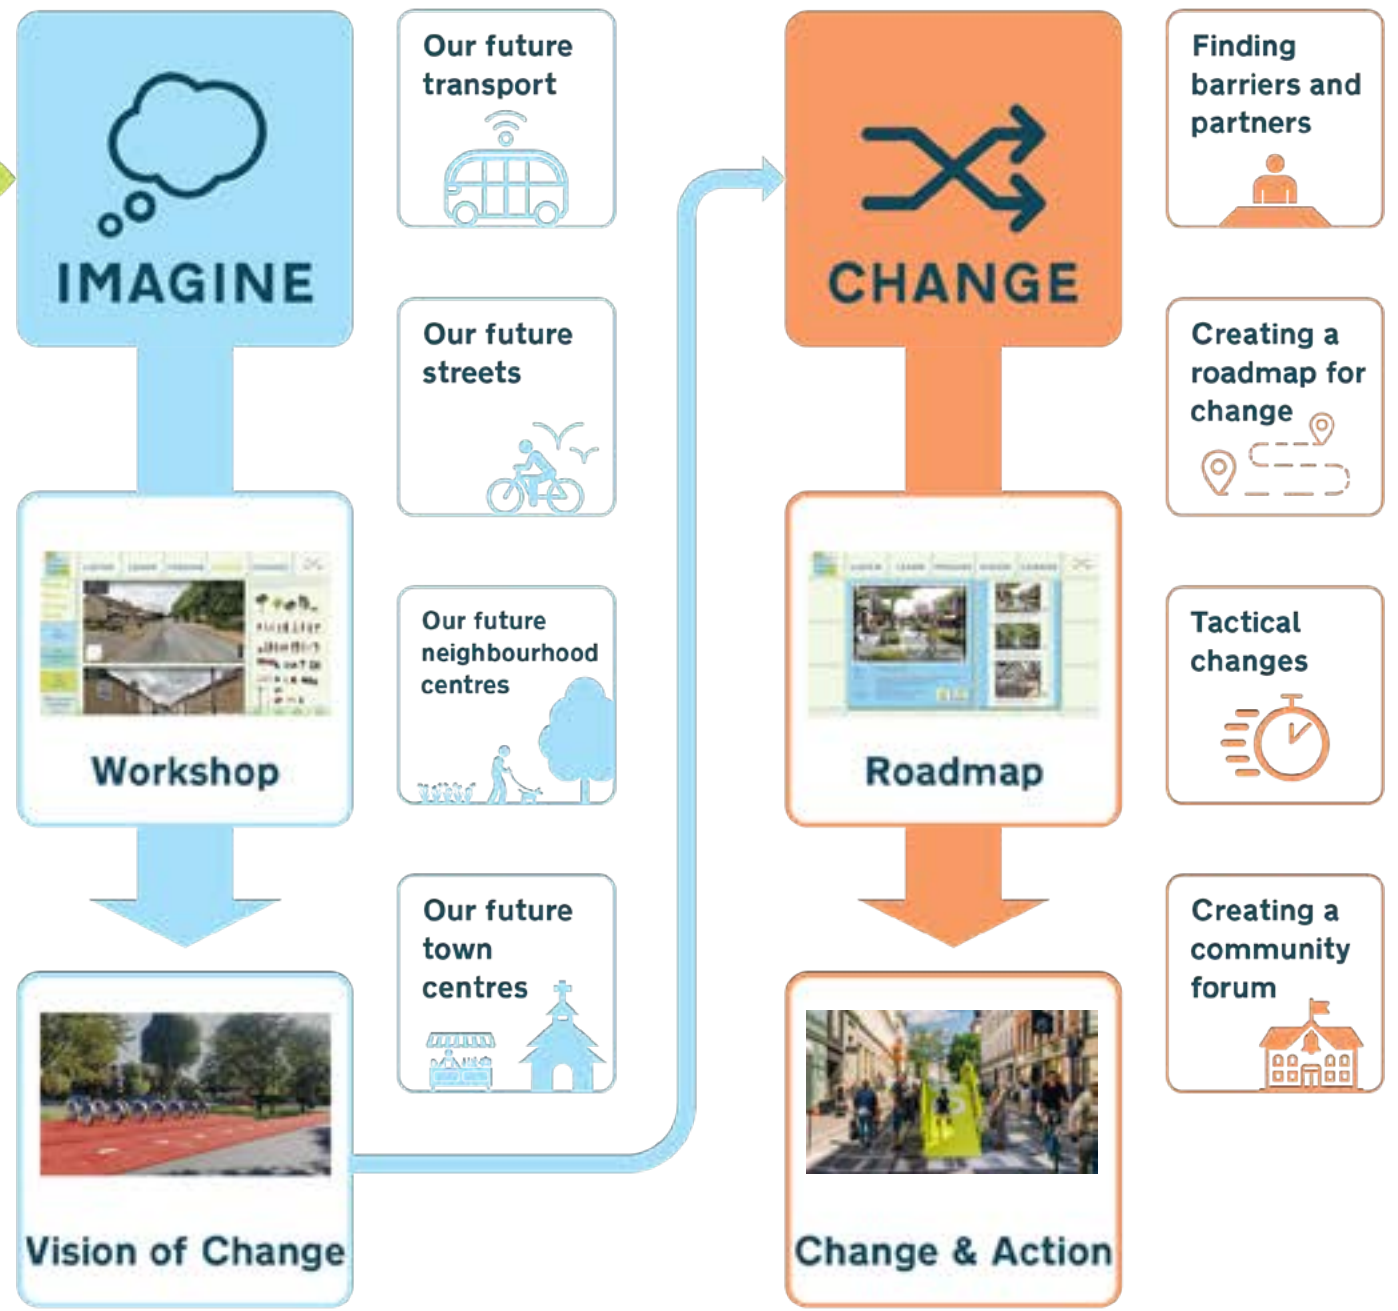 IMAGINE
Our future
transport
Our future
streets
Workshop
Our future
neighbourhood
centres
Our future
town
centres
Vision of Change
CHANGE
Finding
barriers and
partners
Creating a
roadmap for
change
Roadmap
Tactical
changes
Creating a
community
forum
Change & Action